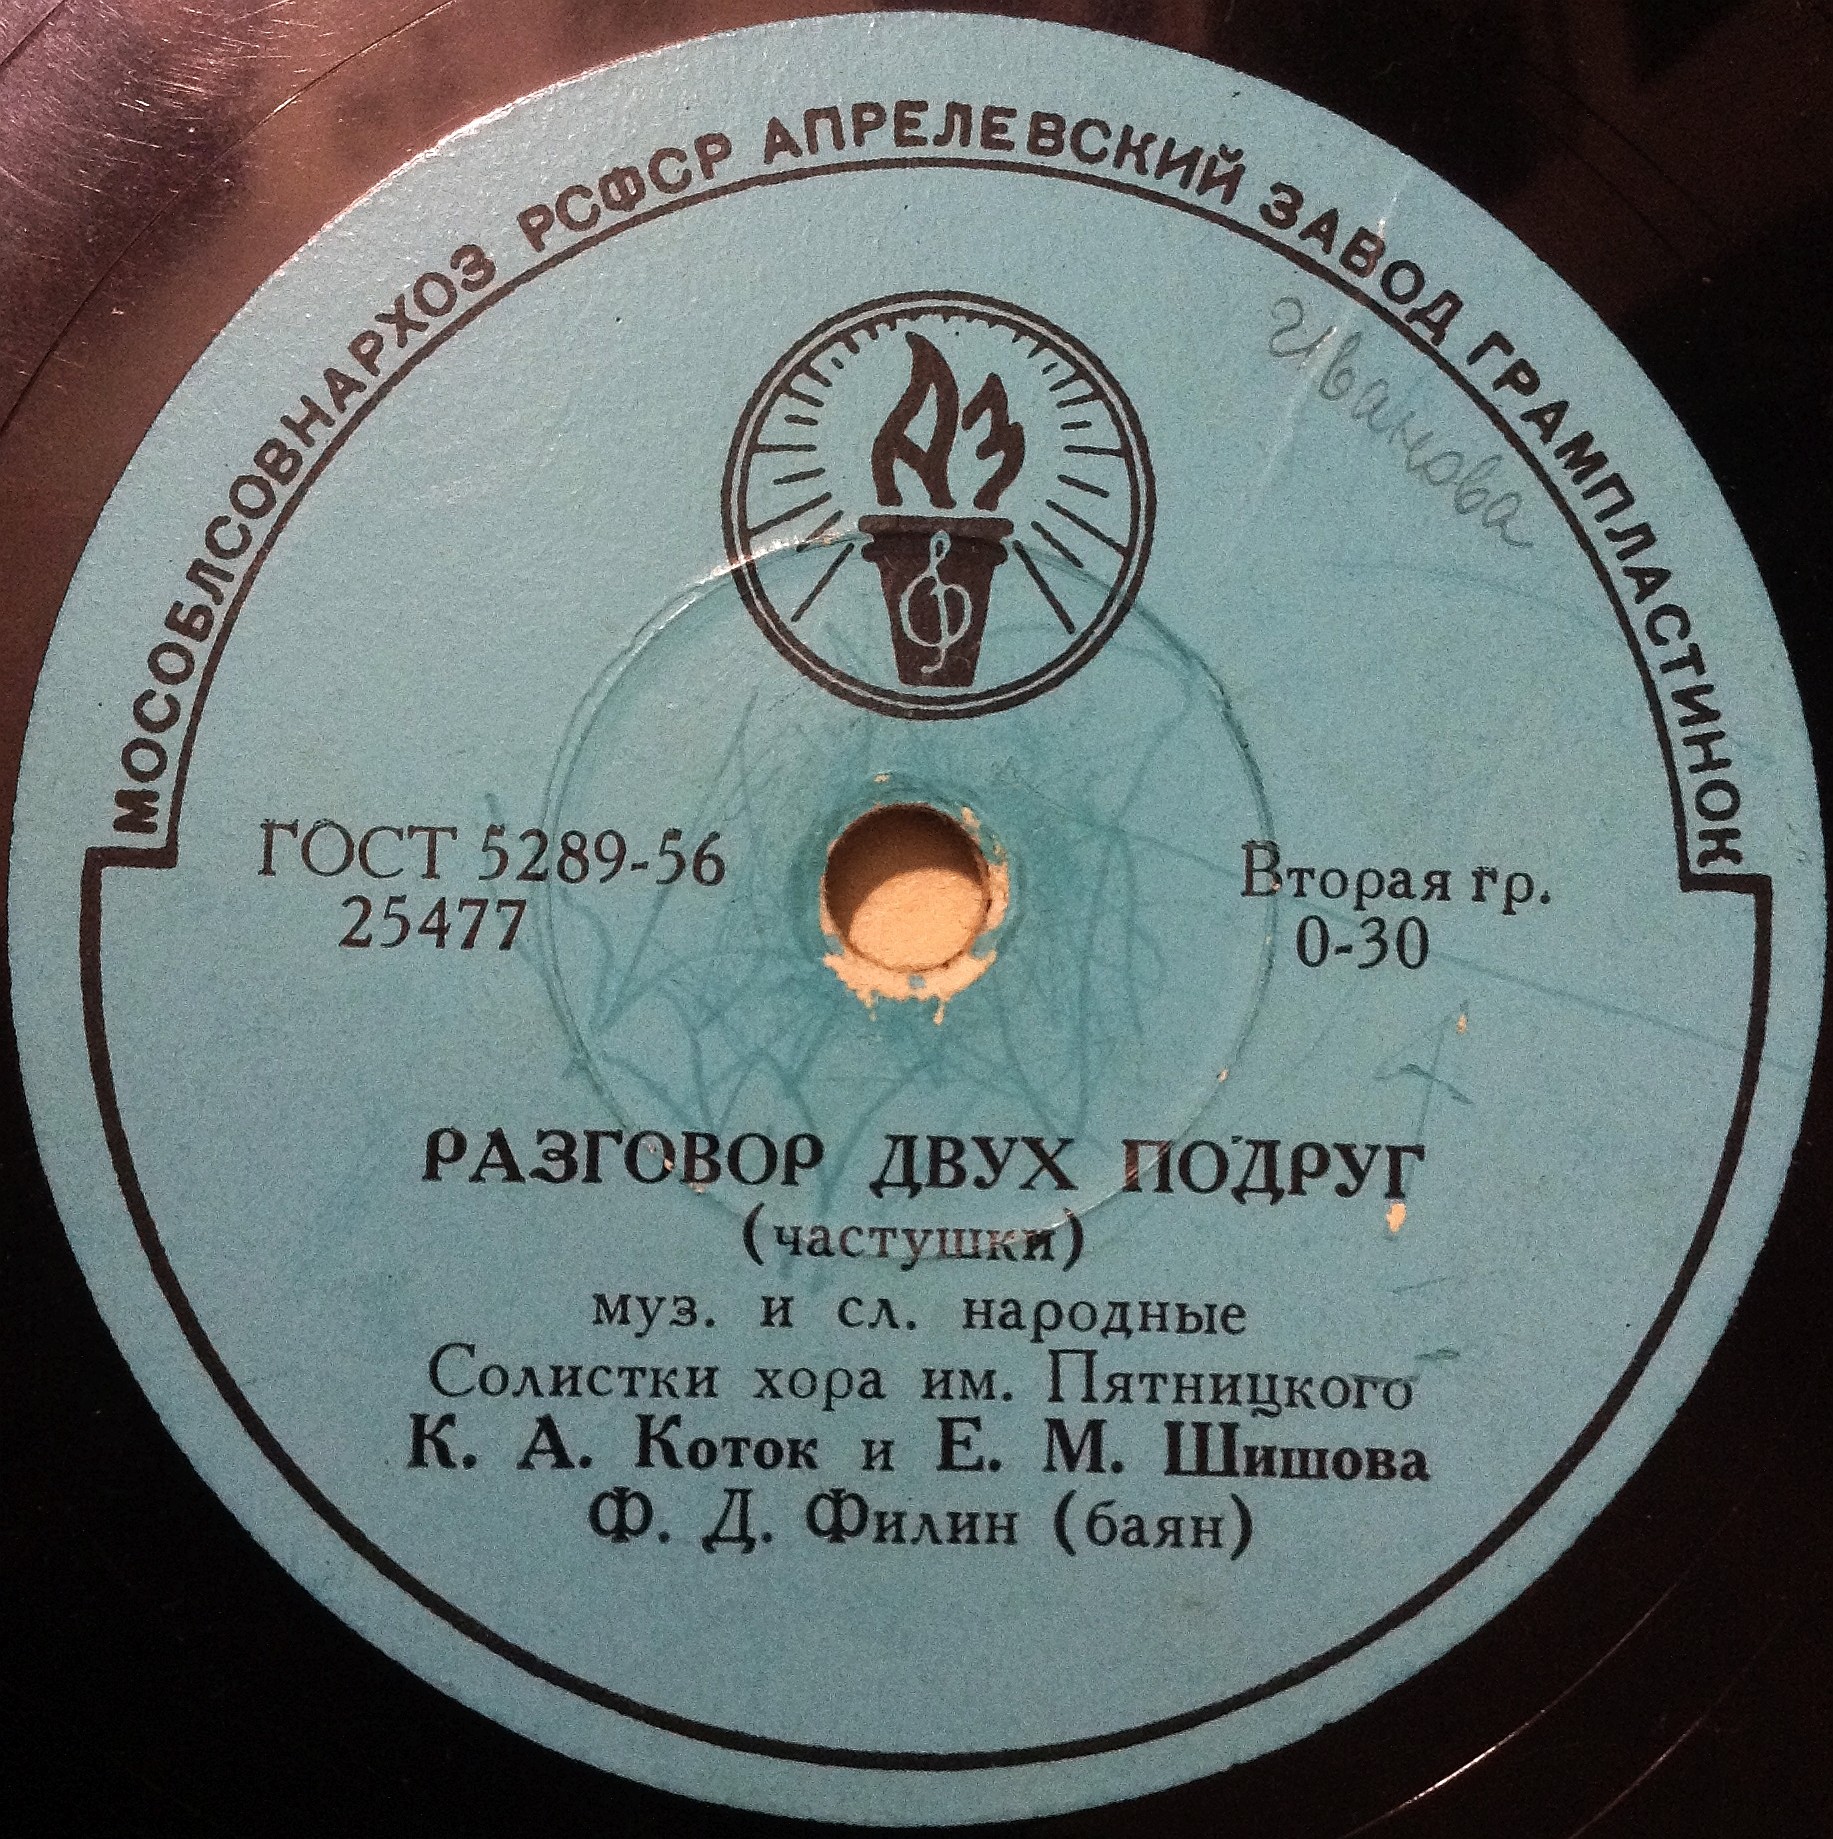 МОСОБЛСОВНАРХОЗ РСФСР АПРЕЛЕВСКИЙ ЗАВОД ГРАМПЛАСТИНОК
АЗ
Иванова
ГОСТ 5289-56
25477
Вторая гр.
0-30
РАЗГОВОР ДВУХ ПОДРУГ
(частушки)
муз. и сл. народные
Солистки хора им. Пятницкого
К. А. Коток и Е. М. Шишова
Ф. Д. Филин (баян)